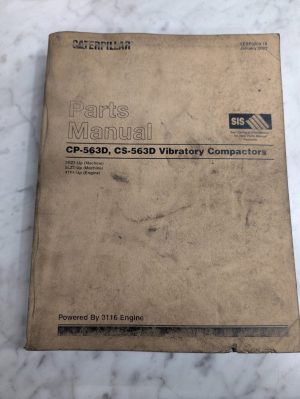 CATERPILLAR
January 2002
Parts
Manual
SIS
CP-563D, CS-563D Vibratory Compactors
Powered By 3116 Engine